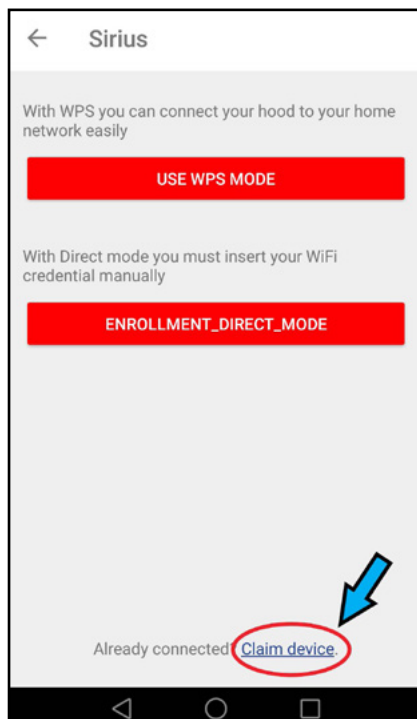 Sirius
With WPS you can connect your hood to your home
network easily
USE WPS MODE
With Direct mode you must insert your WiFi
credential manually
ENROLLMENT_DIRECT_MODE
Already connected? Claim device.